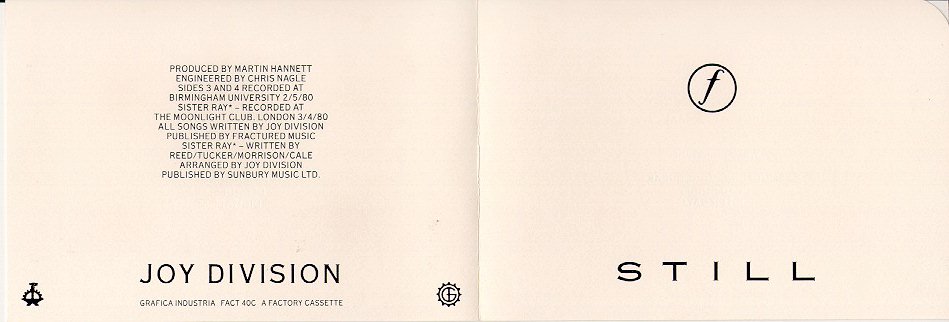 PRODUCED BY MARTIN HANNETT
ENGINEERED BY CHRIS NAGLE
SIDES 3 AND 4 RECORDED AT
BIRMINGHAM UNIVERSITY 2/5/80
SISTER RAY* – RECORDED AT
THE MOONLIGHT CLUB. LONDON 3/4/80
ALL SONGS WRITTEN BY JOY DIVISION
PUBLISHED BY FRACTURED MUSIC
SISTER RAY* – WRITTEN BY
REED/TUCKER/MORRISON/CALE
ARRANGED BY JOY DIVISION
PUBLISHED BY SUNBURY MUSIC LTD.
JOY DIVISION
GRAFICA INDUSTRIA FACT 40C A FACTORY CASSETTE
f
STILL